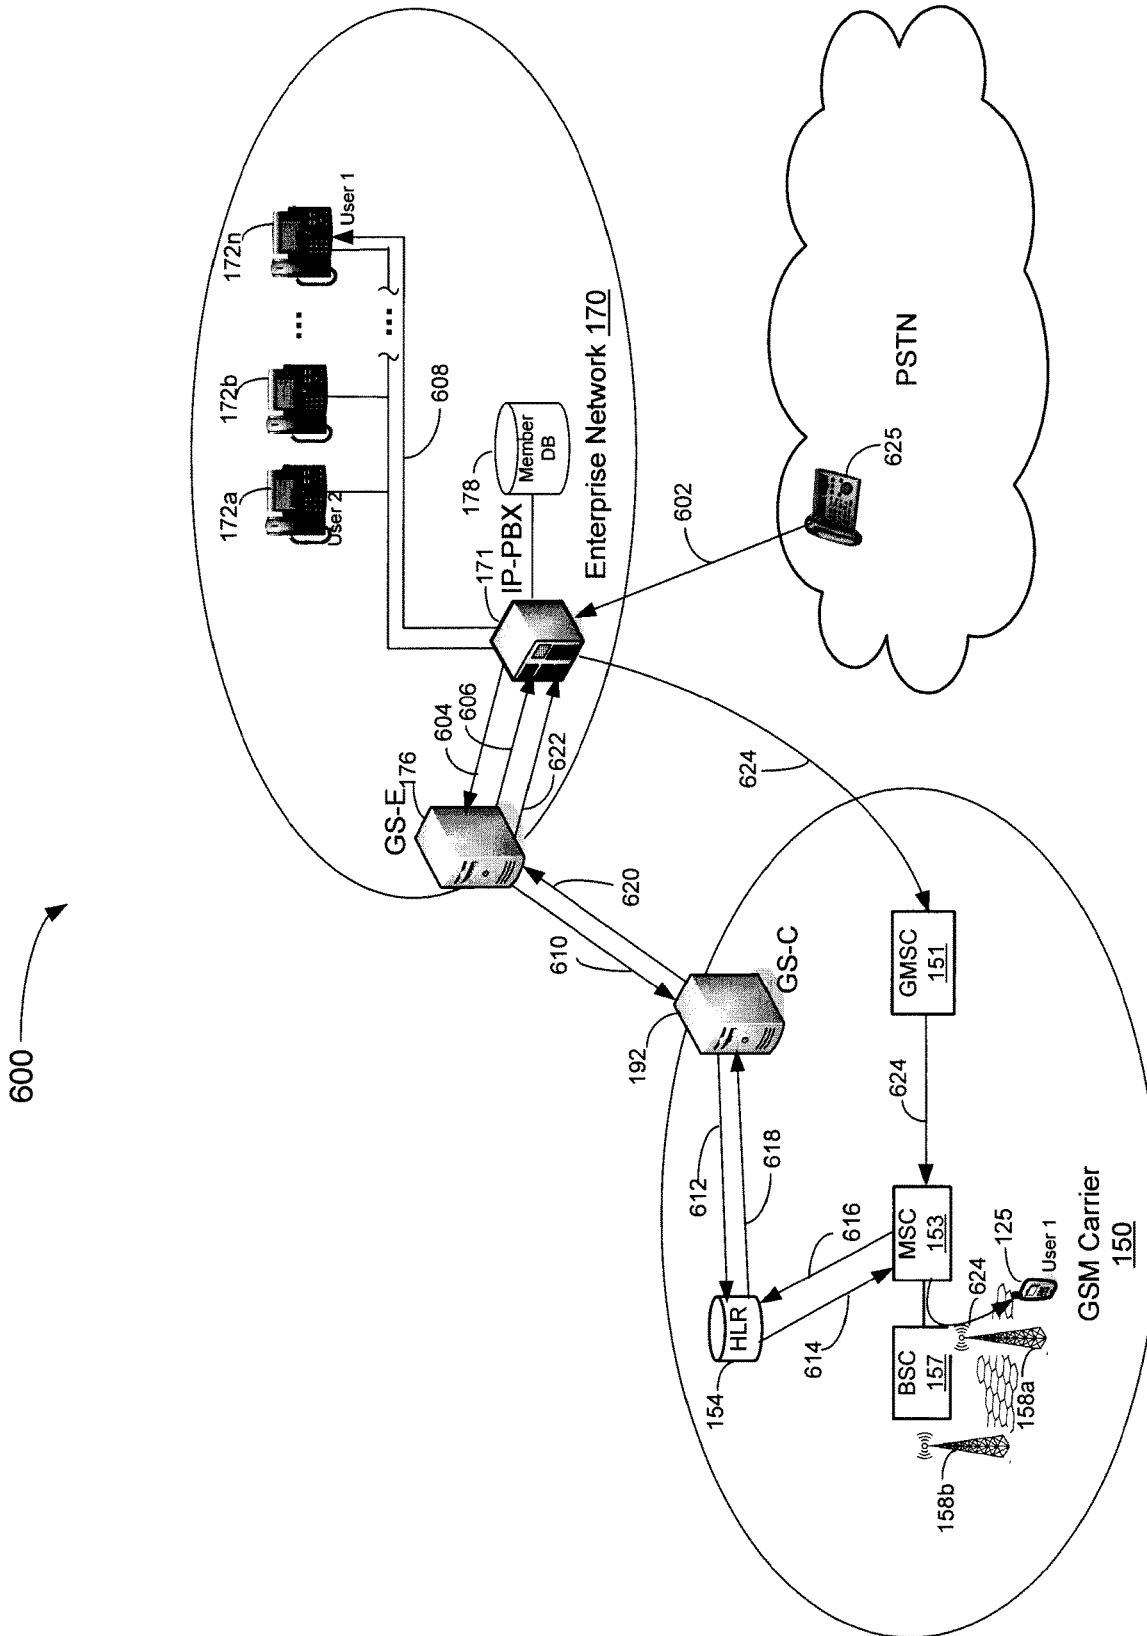 600
172a
User 2
172b
...
172n
User 1
...
608
GS-E
176
604
606
622
171
IP-PBX
178
Member
DB
Enterprise Network 170
610
620
602
625
PSTN
624
192
GS-C
612
618
154
HLR
614
616
GMSC
151
624
MSC
153
BSC
157
624
125
User 1
158a
158b
GSM Carrier
150